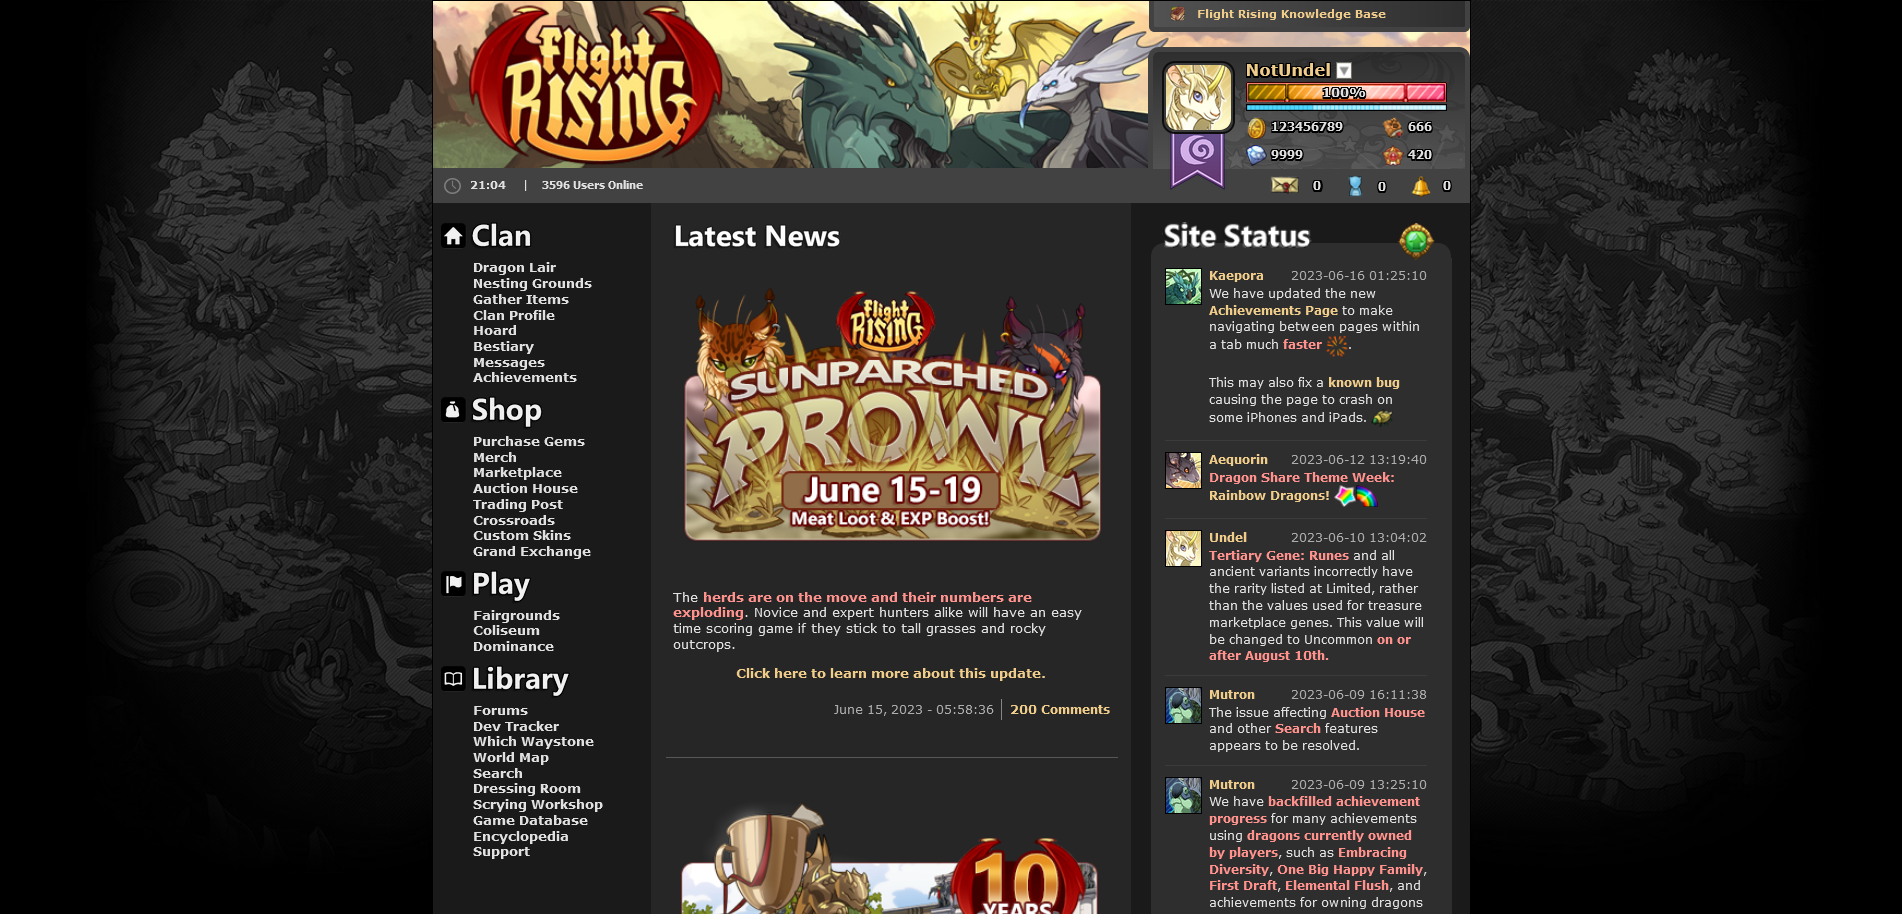 Flight Rising
Flight Rising Knowledge Base
NotUndel
100%
123456789
666
9999
420
21:04 | 3596 Users Online
0
0
0
Clan
Dragon Lair
Nesting Grounds
Gather Items
Clan Profile
Hoard
Bestiary
Messages
Achievements
Shop
Purchase Gems
Merch
Marketplace
Auction House
Trading Post
Crossroads
Custom Skins
Grand Exchange
Play
Fairgrounds
Coliseum
Dominance
Library
Forums
Dev Tracker
Which Waystone
World Map
Search
Dressing Room
Scrying Workshop
Game Database
Encyclopedia
Support
Latest News
Flight Rising
SUNPARCHED
PROWL
June 15-19
Meat Loot & EXP Boost!
The herds are on the move and their numbers are
exploding. Novice and expert hunters alike will have an easy
time scoring game if they stick to tall grasses and rocky
outcrops.
Click here to learn more about this update.
June 15, 2023 - 05:58:36 | 200 Comments
10
YEARS
Site Status
Kaepora 2023-06-16 01:25:10
We have updated the new
Achievements Page to make
navigating between pages within
a tab much faster .
This may also fix a known bug
causing the page to crash on
some iPhones and iPads.
Aequorin 2023-06-12 13:19:40
Dragon Share Theme Week:
Rainbow Dragons!
Undel 2023-06-10 13:04:02
Tertiary Gene: Runes and all
ancient variants incorrectly have
the rarity listed at Limited, rather
than the values used for treasure
marketplace genes. This value will
be changed to Uncommon on or
after August 10th.
Mutron 2023-06-09 16:11:38
The issue affecting Auction House
and other Search features
appears to be resolved.
Mutron 2023-06-09 13:25:10
We have backfilled achievement
progress for many achievements
using dragons currently owned
by players, such as Embracing
Diversity, One Big Happy Family,
First Draft, Elemental Flush, and
achievements for owning dragons